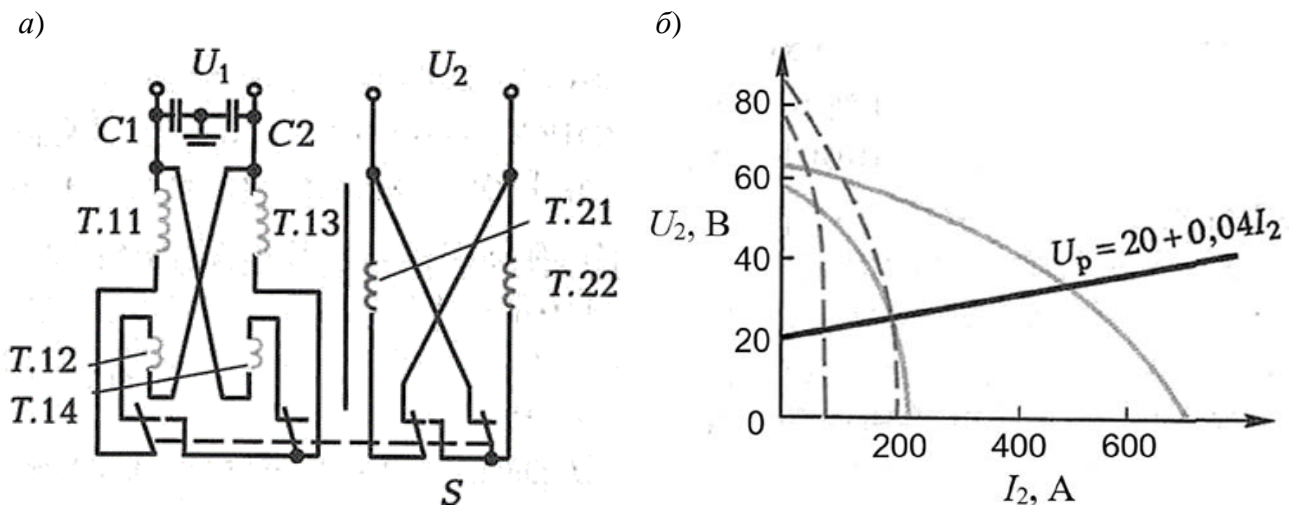 а)
U₁
U₂
C1
C2
T.11
T.13
T.21
T.22
T.12
T.14
S
б)
80
60
U₂, В
40
20
0
Uр = 20 + 0,04I₂
200
400
600
I₂, А